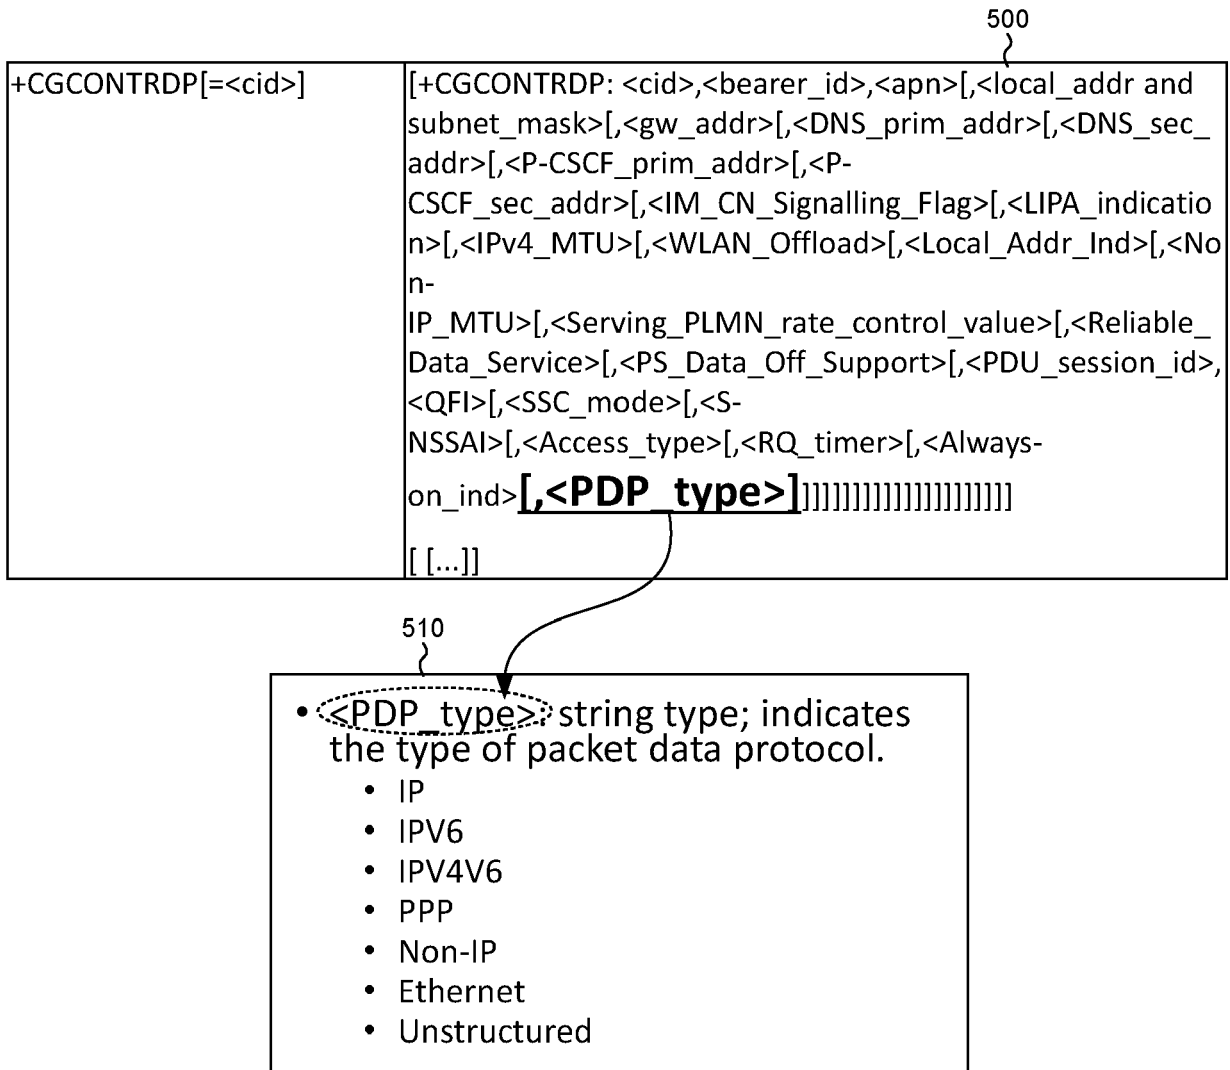 500
+CGCONTRDP[=<cid>]
[+CGCONTRDP: <cid>,<bearer_id>,<apn>[,<local_addr and
subnet_mask>[,<gw_addr>[,<DNS_prim_addr>[,<DNS_sec_
addr>[,<P-CSCF_prim_addr>[,<P-
CSCF_sec_addr>[,<IM_CN_Signalling_Flag>[,<LIPA_indicatio
n>[,<IPv4_MTU>[,<WLAN_Offload>[,<Local_Addr_Ind>[,<No
n-
IP_MTU>[,<Serving_PLMN_rate_control_value>[,<Reliable_
Data_Service>[,<PS_Data_Off_Support>[,<PDU_session_id>,
<QFI>[,<SSC_mode>[,<S-
NSSAI>[,<Access_type>[,<RQ_timer>[,<Always-
on_ind>[,<PDP_type>]]]]]]]]]]]]]]]]]]]]]
[ [...]]
510
• <PDP_type>: string type; indicates
the type of packet data protocol.
• IP
• IPV6
• IPV4V6
• PPP
• Non-IP
• Ethernet
• Unstructured